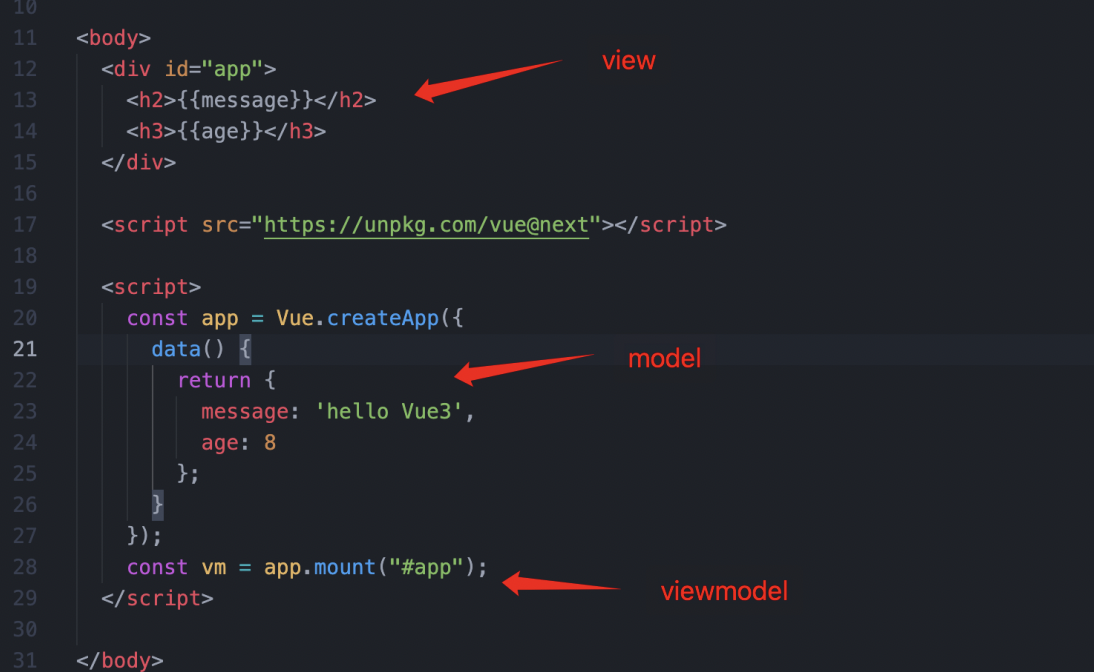 10
11 <body>
12 <div id="app">
view
13 <h2>{{message}}</h2>
14 <h3>{{age}}</h3>
15 </div>
16
17 <script src="https://unpkg.com/vue@next"></script>
18
19 <script>
20 const app = Vue.createApp({
21 data() {
model
22 return {
23 message: 'hello Vue3',
24 age: 8
25 };
26 }
27 });
28 const vm = app.mount("#app");
viewmodel
29 </script>
30
31 </body>